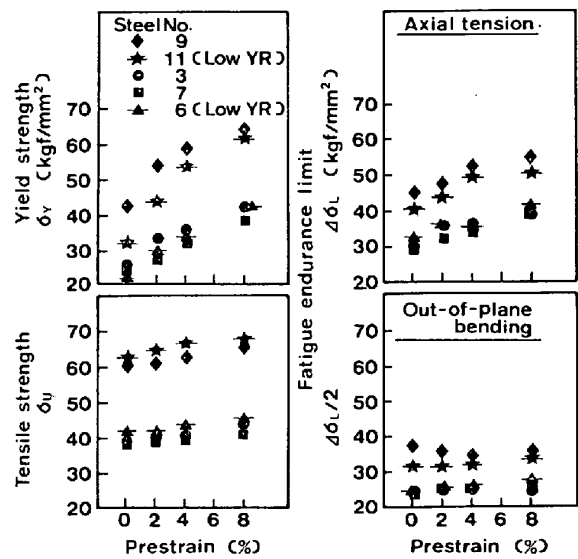 Steel No.
9
11 (Low YR)
3
7
6 (Low YR)
Yield strength
σY (kgf/mm²)
70
60
50
40
30
20
Tensile strength
σU
70
60
50
40
30
20
0 2 4 6 8
Prestrain (%)
Axial tension
Fatigue endurance limit
ΔσL (kgf/mm²)
70
60
50
40
30
20
Out-of-plane
bending
ΔσL/2
70
60
50
40
30
20
0 2 4 6 8
Prestrain (%)